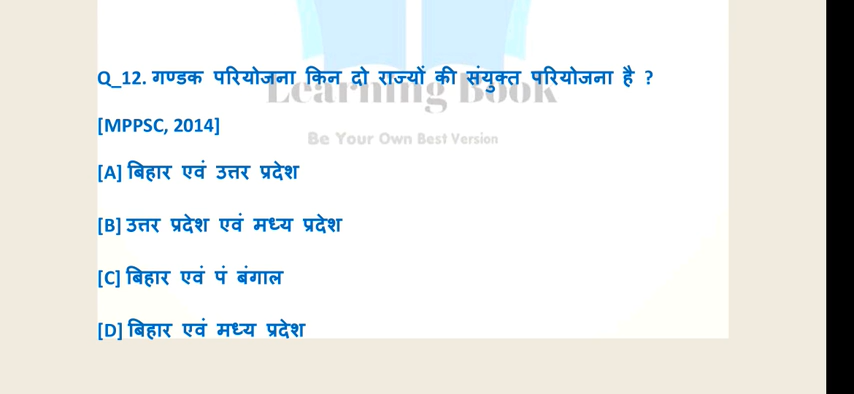 Q_12. गण्डक परियोजना किन दो राज्यों की संयुक्त परियोजना है ?
Learning Book
[MPPSC, 2014]
Be Your Own Best Version
[A] बिहार एवं उत्तर प्रदेश
[B] उत्तर प्रदेश एवं मध्य प्रदेश
[C] बिहार एवं पं बंगाल
[D] बिहार एवं मध्य प्रदेश